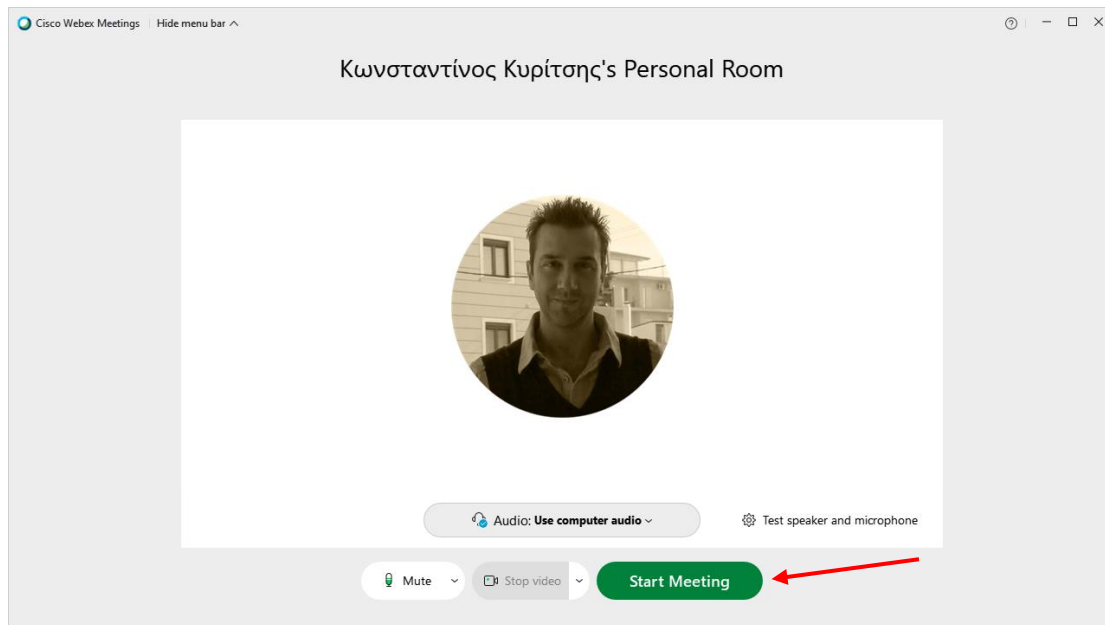 Cisco Webex Meetings Hide menu bar
Κωνσταντίνος Κυρίτσης's Personal Room
Audio: Use computer audio
Test speaker and microphone
Mute
Stop video
Start Meeting